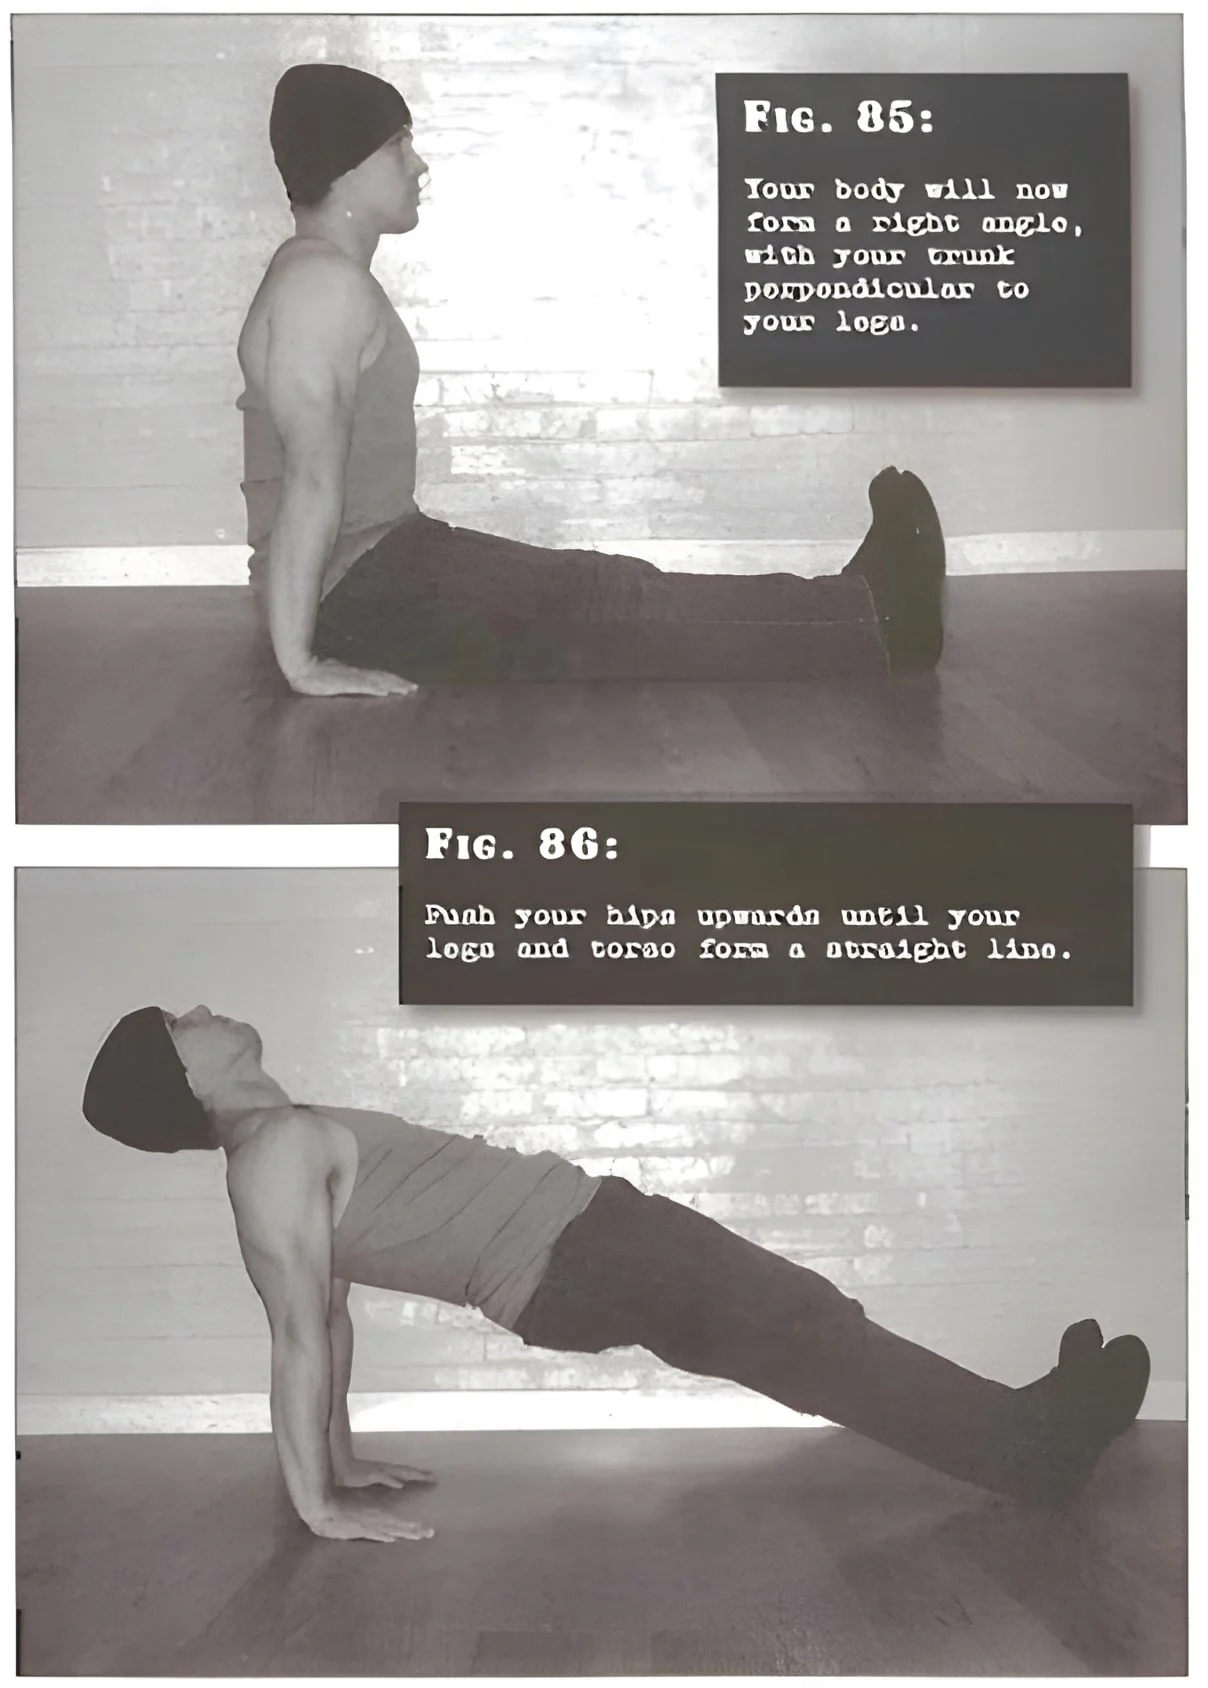 FIG. 85:
Your body will now
form a right angle,
with your trunk
perpendicular to
your legs.
FIG. 86:
Push your hips upwards until your
legs and torso form a straight line.